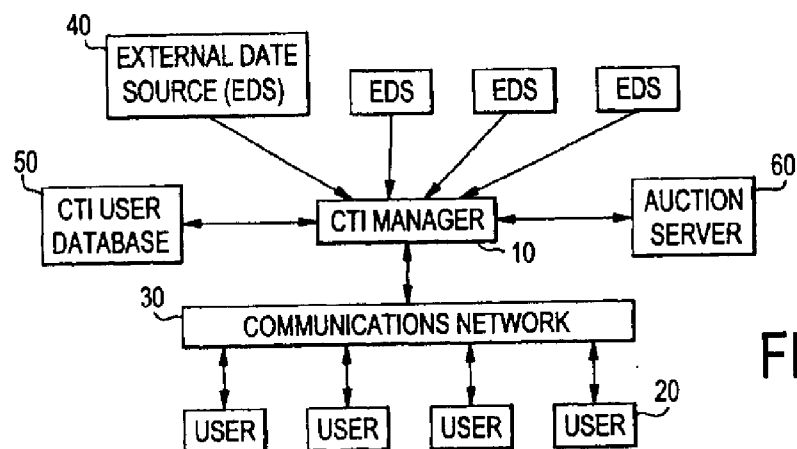 40
EXTERNAL DATE
SOURCE (EDS)
EDS
EDS
EDS
50
CTI USER
DATABASE
CTI MANAGER
10
60
AUCTION
SERVER
30
COMMUNICATIONS NETWORK
USER
USER
USER
USER
20